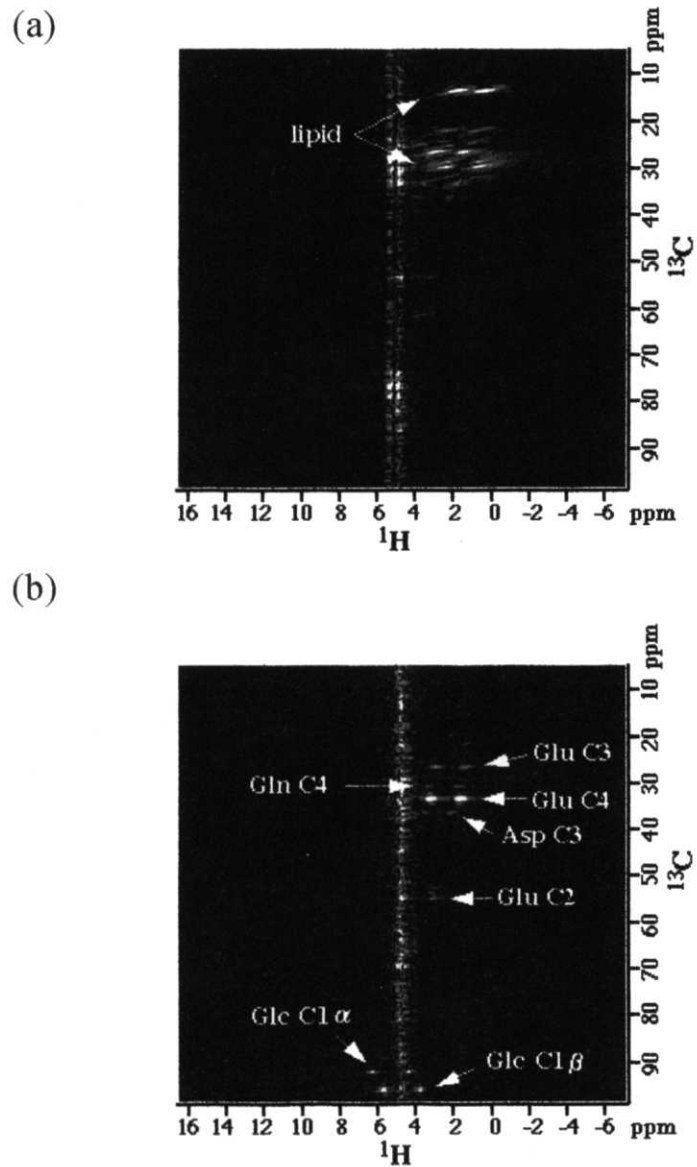 (a)
lipid
10 20 30 40 50 60 70 80 90 ppm
¹³C
16 14 12 10 8 6 4 2 0 -2 -4 -6 ppm
¹H
(b)
Glu C3
Gln C4
Glu C4
Asp C3
Glu C2
Glc C1α
Glc C1β
10 20 30 40 50 60 70 80 90 ppm
¹³C
16 14 12 10 8 6 4 2 0 -2 -4 -6 ppm
¹H